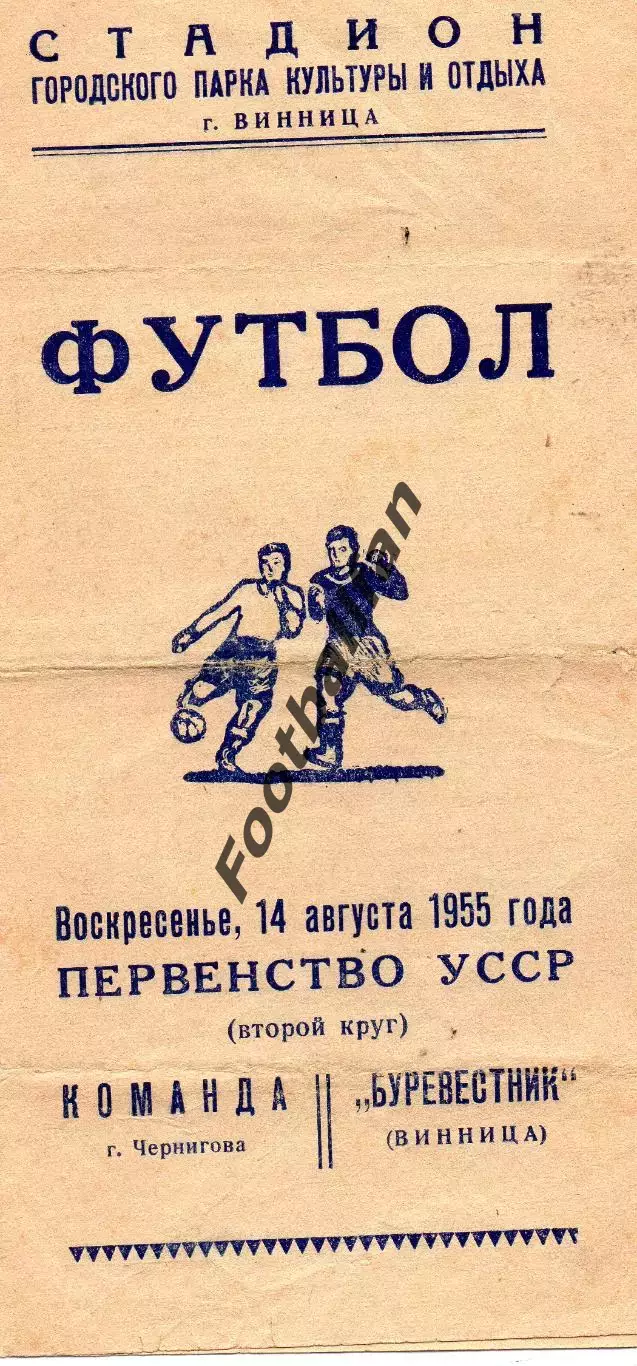 СТАДИОН
ГОРОДСКОГО ПАРКА КУЛЬТУРЫ И ОТДЫХА
г. ВИННИЦА
ФУТБОЛ
Footballfan
Воскресенье, 14 августа 1955 года
ПЕРВЕНСТВО УССР
(второй круг)
КОМАНДА
г. Чернигова
„БУРЕВЕСТНИК“
(ВИННИЦА)